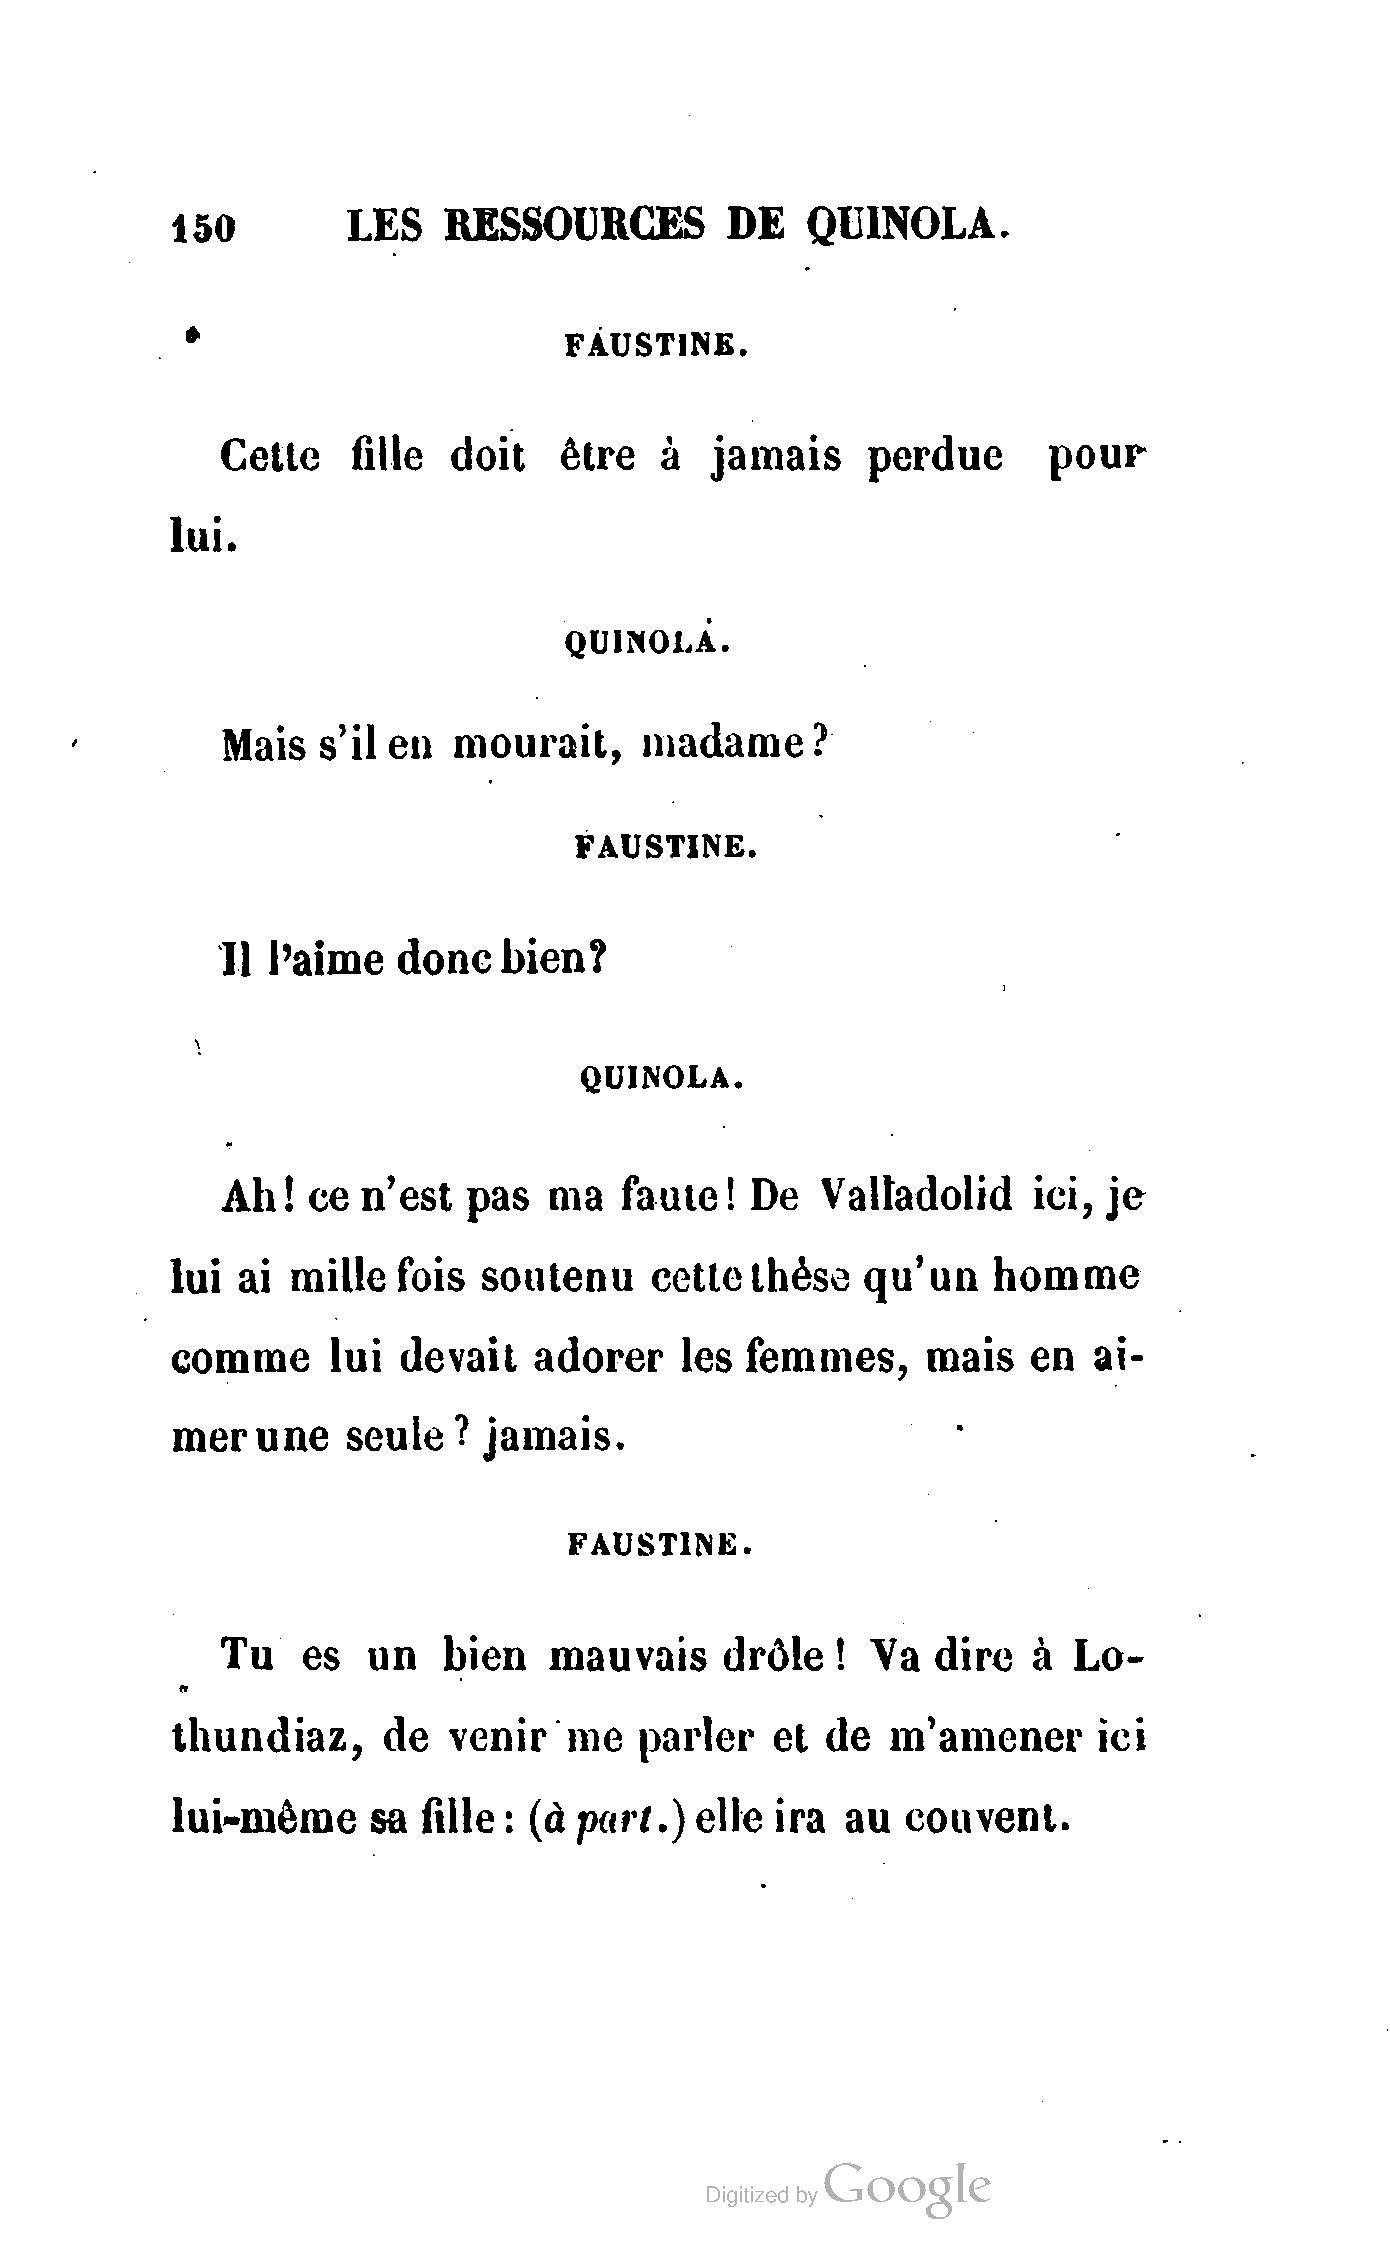 150 LES RESSOURCES DE QUINOLA.
FAUSTINE.
Cette fille doit être à jamais perdue pour
lui.
QUINOLA.
Mais s'il en mourait, madame?
FAUSTINE.
Il l'aime donc bien?
QUINOLA.
Ah! ce n'est pas ma faute! De Valladolid ici, je
lui ai mille fois soutenu cette thèse qu'un homme
comme lui devait adorer les femmes, mais en ai-
mer une seule? jamais.
FAUSTINE.
Tu es un bien mauvais drôle! Va dire à Lo-
thundiaz, de venir me parler et de m'amener ici
lui-même sa fille: (à part.) elle ira au couvent.
Digitized by Google